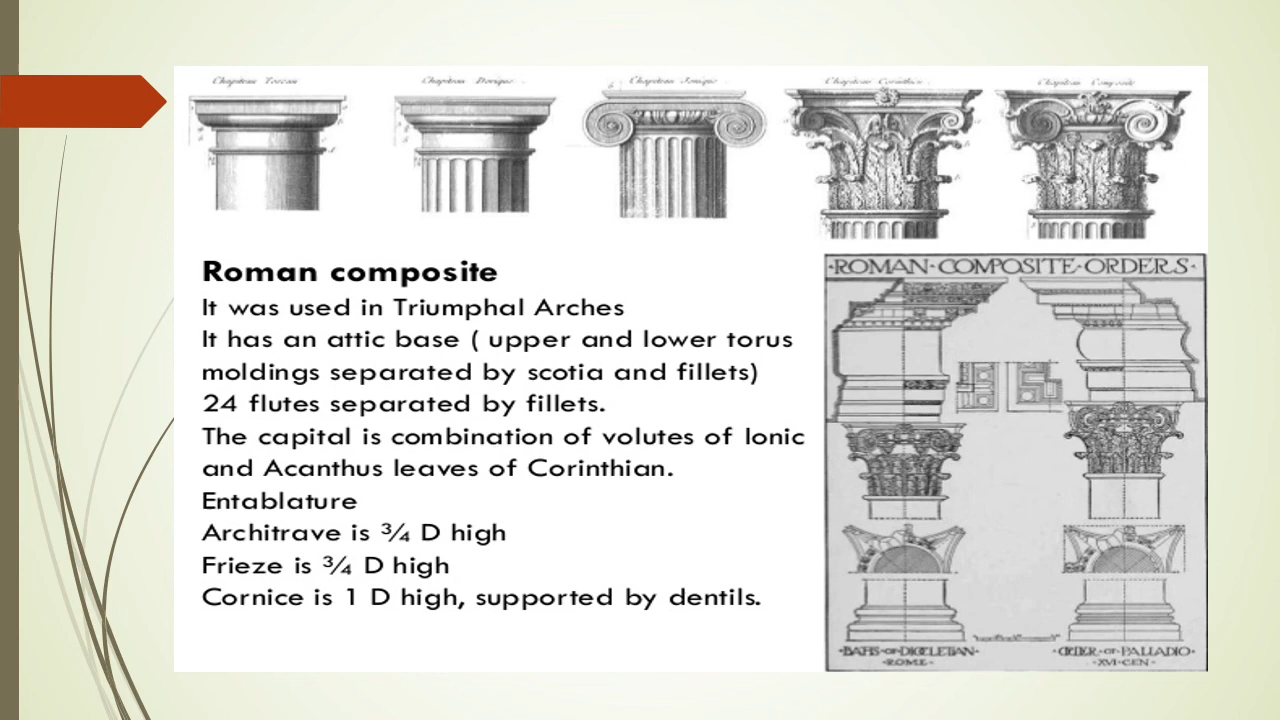 Chapiteau Toscan Chapiteau Dorique Chapiteau Ionique Chapiteau Corinthien Chapiteau Composite
Roman composite
It was used in Triumphal Arches
It has an attic base ( upper and lower torus
moldings separated by scotia and fillets)
24 flutes separated by fillets.
The capital is combination of volutes of Ionic
and Acanthus leaves of Corinthian.
Entablature
Architrave is ¾ D high
Frieze is ¾ D high
Cornice is 1 D high, supported by dentils.
·ROMAN·COMPOSITE·ORDERS·
·BATHS·OF·DIOCLETIAN·
·ROME·
·ORDER·OF·PALLADIO·
·XVI·CEN·